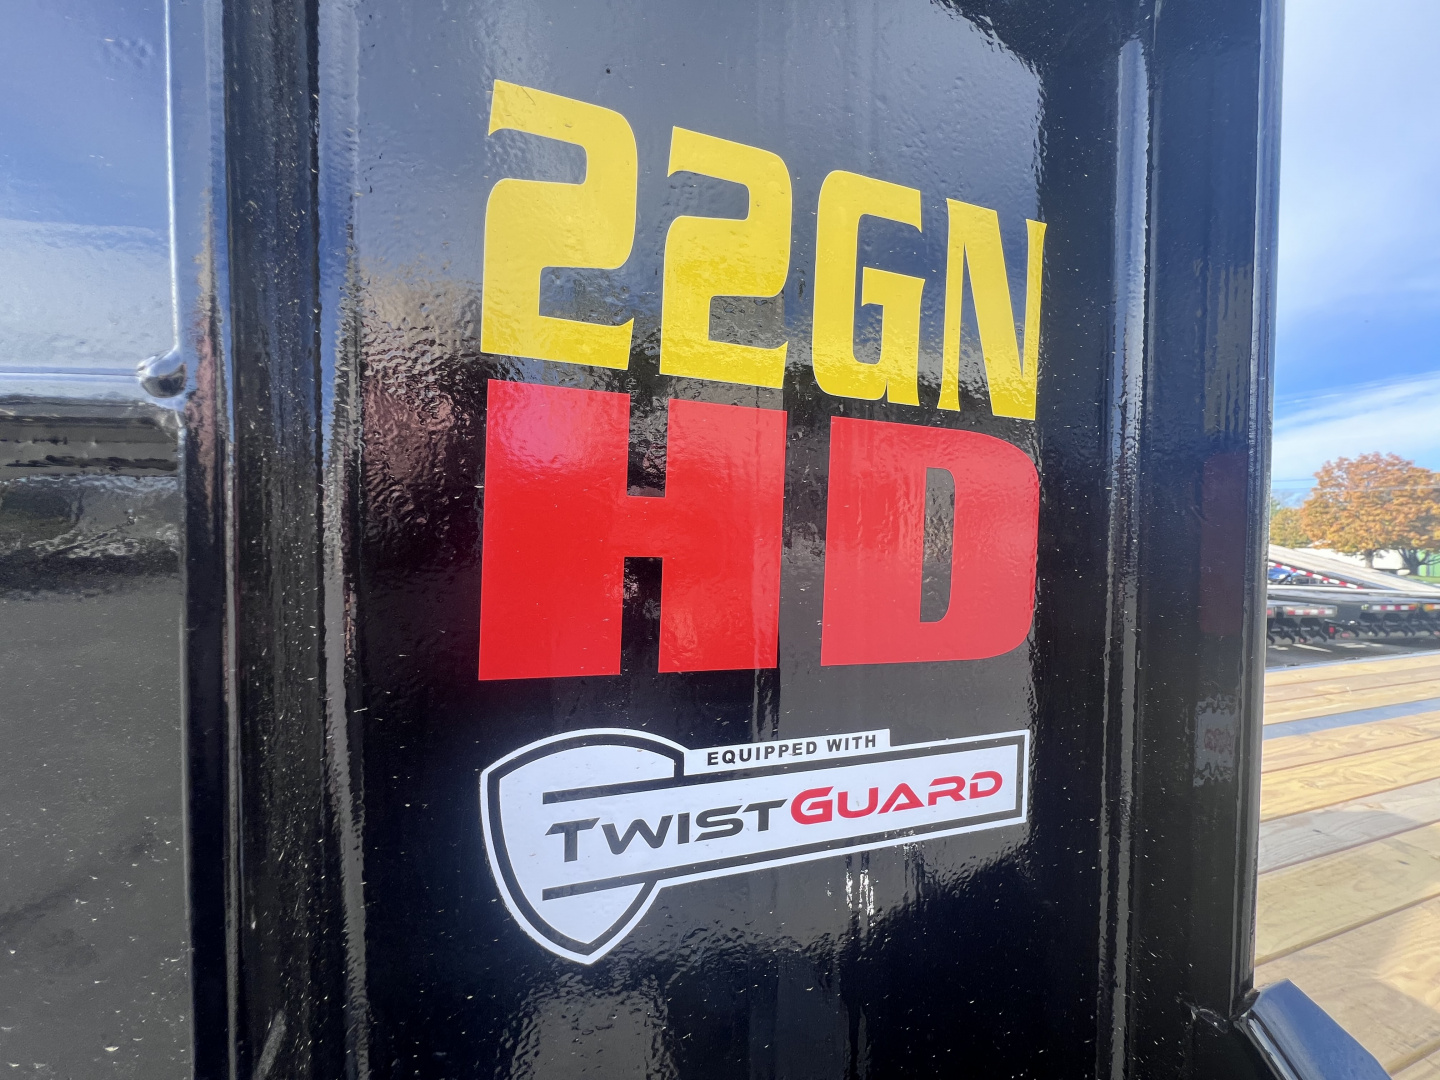 22GN
HD
EQUIPPED WITH
TWISTGUARD